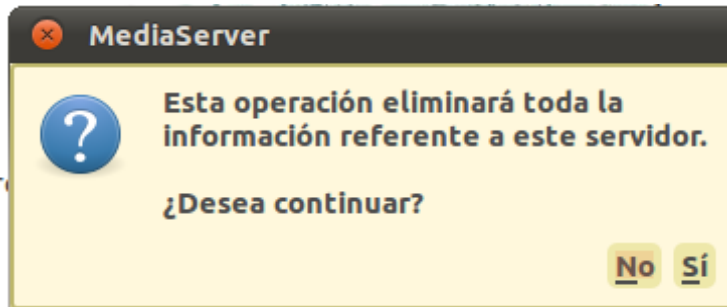 MediaServer
Esta operación eliminará toda la
información referente a este servidor.
¿Desea continuar?
No Sí